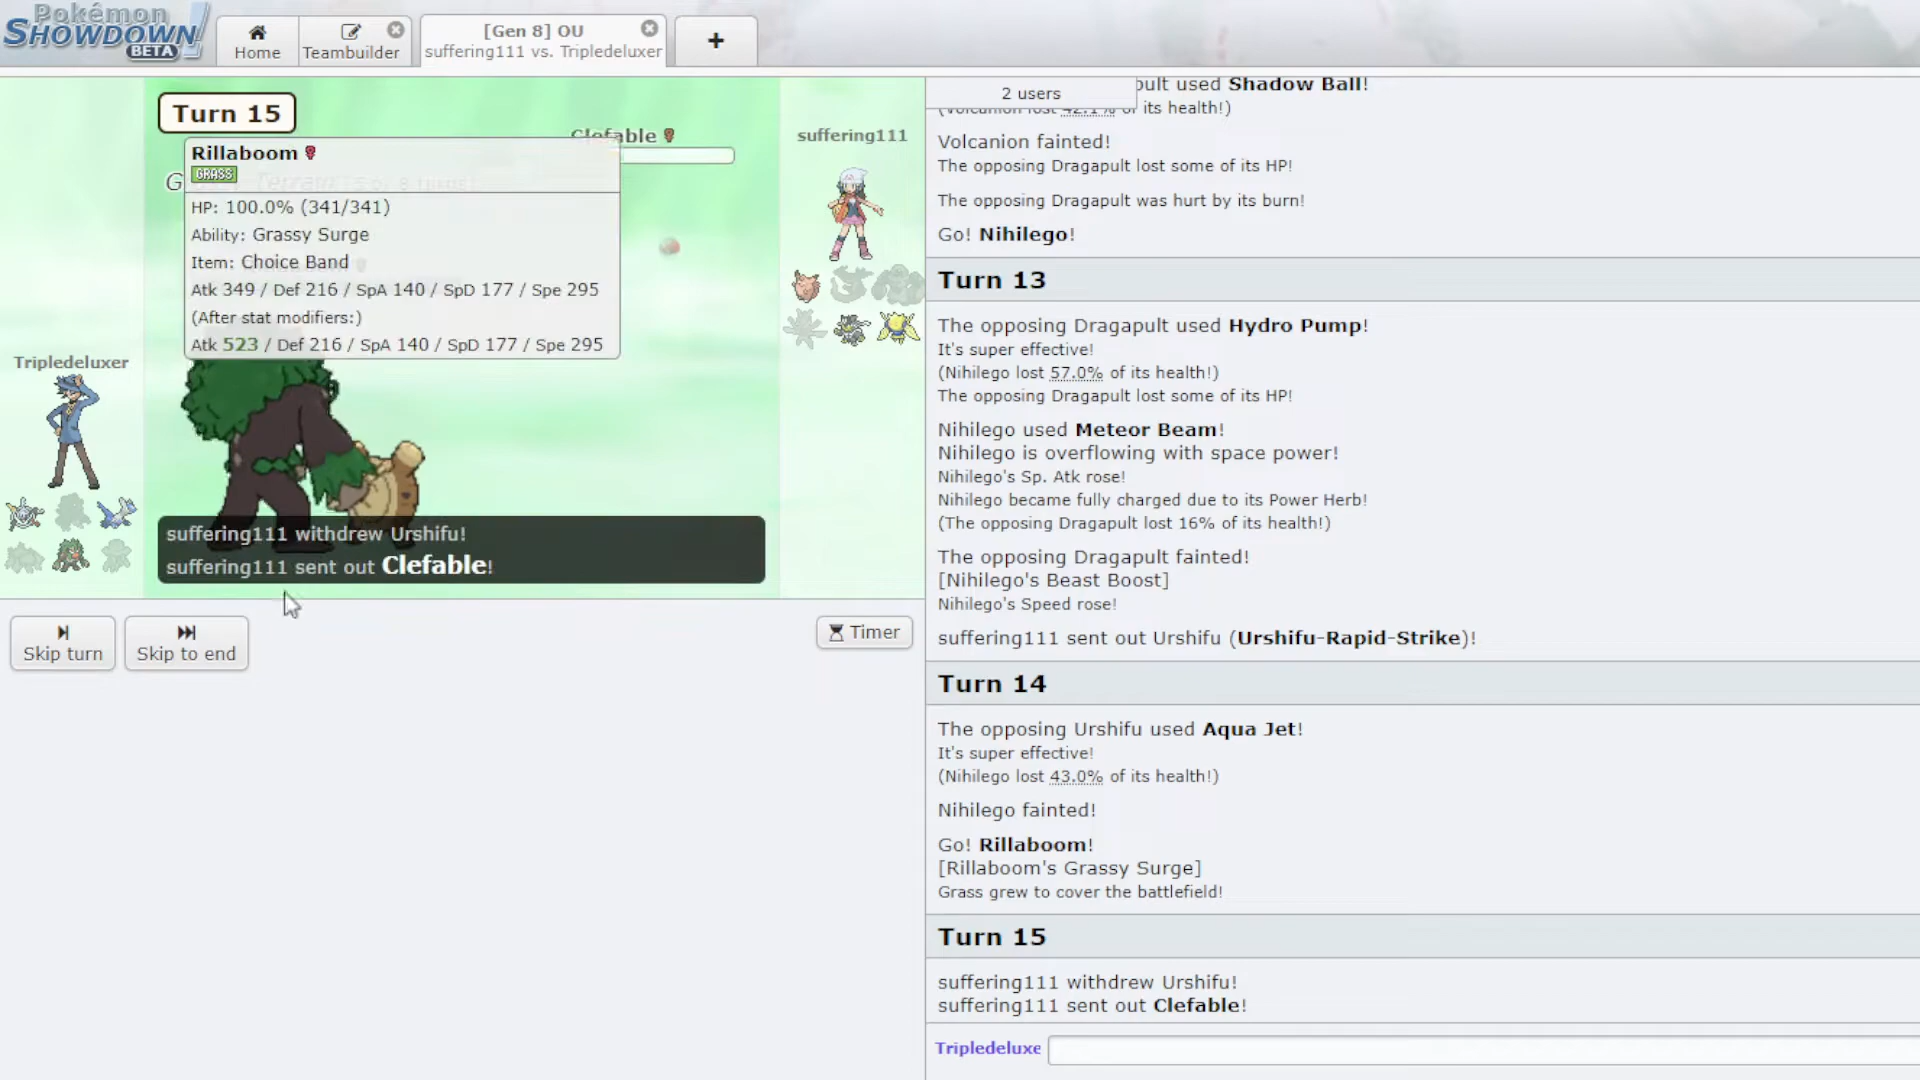 Pokémon
SHOWDOWN!
BETA
Home
Teambuilder
[Gen 8] OU
suffering111 vs. Tripledeluxer
+
Turn 15
Clefable
suffering111
Rillaboom
GRASS
HP: 100.0% (341/341)
Ability: Grassy Surge
Item: Choice Band
Atk 349 / Def 216 / SpA 140 / SpD 177 / Spe 295
(After stat modifiers:)
Atk 523 / Def 216 / SpA 140 / SpD 177 / Spe 295
Tripledeluxer
suffering111 withdrew Urshifu!
suffering111 sent out Clefable!
Skip turn
Skip to end
Timer
2 users
pult used Shadow Ball!
(Volcanion lost 42.1% of its health!)
Volcanion fainted!
The opposing Dragapult lost some of its HP!
The opposing Dragapult was hurt by its burn!
Go! Nihilego!
Turn 13
The opposing Dragapult used Hydro Pump!
It's super effective!
(Nihilego lost 57.0% of its health!)
The opposing Dragapult lost some of its HP!
Nihilego used Meteor Beam!
Nihilego is overflowing with space power!
Nihilego's Sp. Atk rose!
Nihilego became fully charged due to its Power Herb!
(The opposing Dragapult lost 16% of its health!)
The opposing Dragapult fainted!
[Nihilego's Beast Boost]
Nihilego's Speed rose!
suffering111 sent out Urshifu (Urshifu-Rapid-Strike)!
Turn 14
The opposing Urshifu used Aqua Jet!
It's super effective!
(Nihilego lost 43.0% of its health!)
Nihilego fainted!
Go! Rillaboom!
[Rillaboom's Grassy Surge]
Grass grew to cover the battlefield!
Turn 15
suffering111 withdrew Urshifu!
suffering111 sent out Clefable!
Tripledeluxe